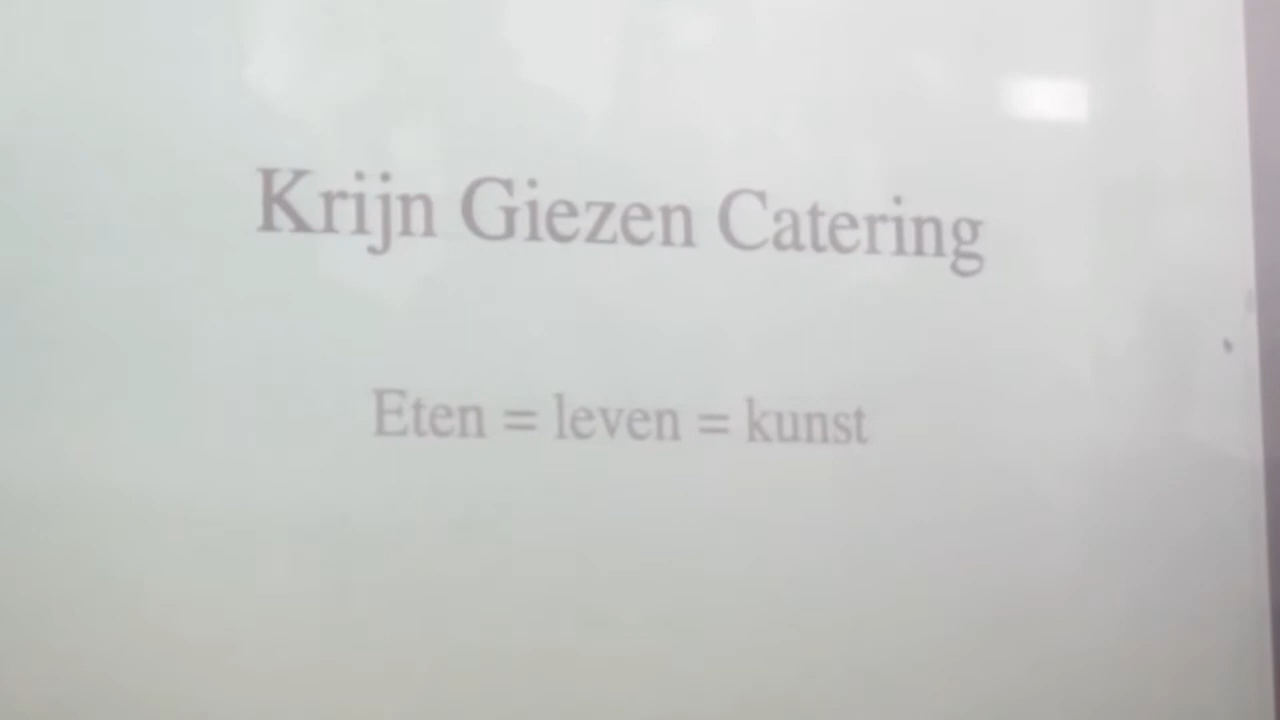 Krijn Giezen Catering
Eten = leven = kunst